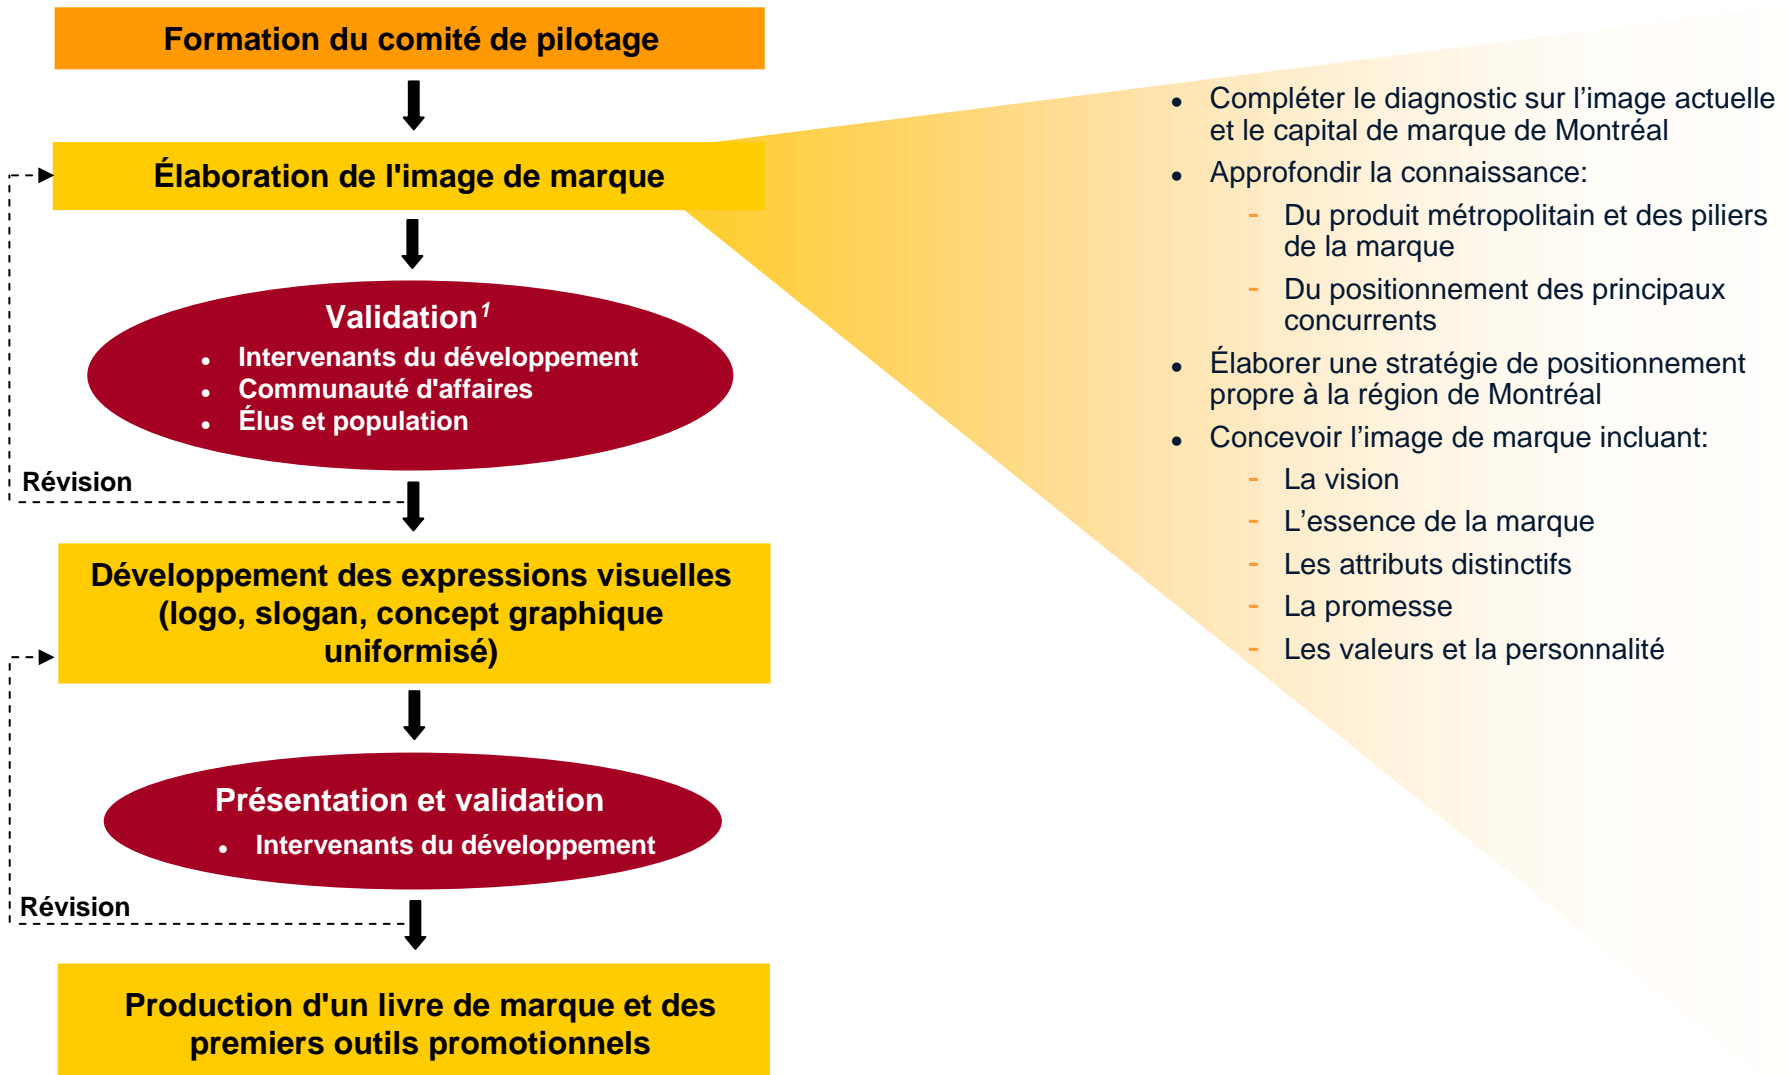 Formation du comité de pilotage
Élaboration de l'image de marque
Validation¹
• Intervenants du développement
• Communauté d'affaires
• Élus et population
Révision
Développement des expressions visuelles
(logo, slogan, concept graphique
uniformisé)
Présentation et validation
• Intervenants du développement
Révision
Production d'un livre de marque et des
premiers outils promotionnels
• Compléter le diagnostic sur l’image actuelle
et le capital de marque de Montréal
• Approfondir la connaissance:
- Du produit métropolitain et des piliers
de la marque
- Du positionnement des principaux
concurrents
• Élaborer une stratégie de positionnement
propre à la région de Montréal
• Concevoir l’image de marque incluant:
- La vision
- L’essence de la marque
- Les attributs distinctifs
- La promesse
- Les valeurs et la personnalité